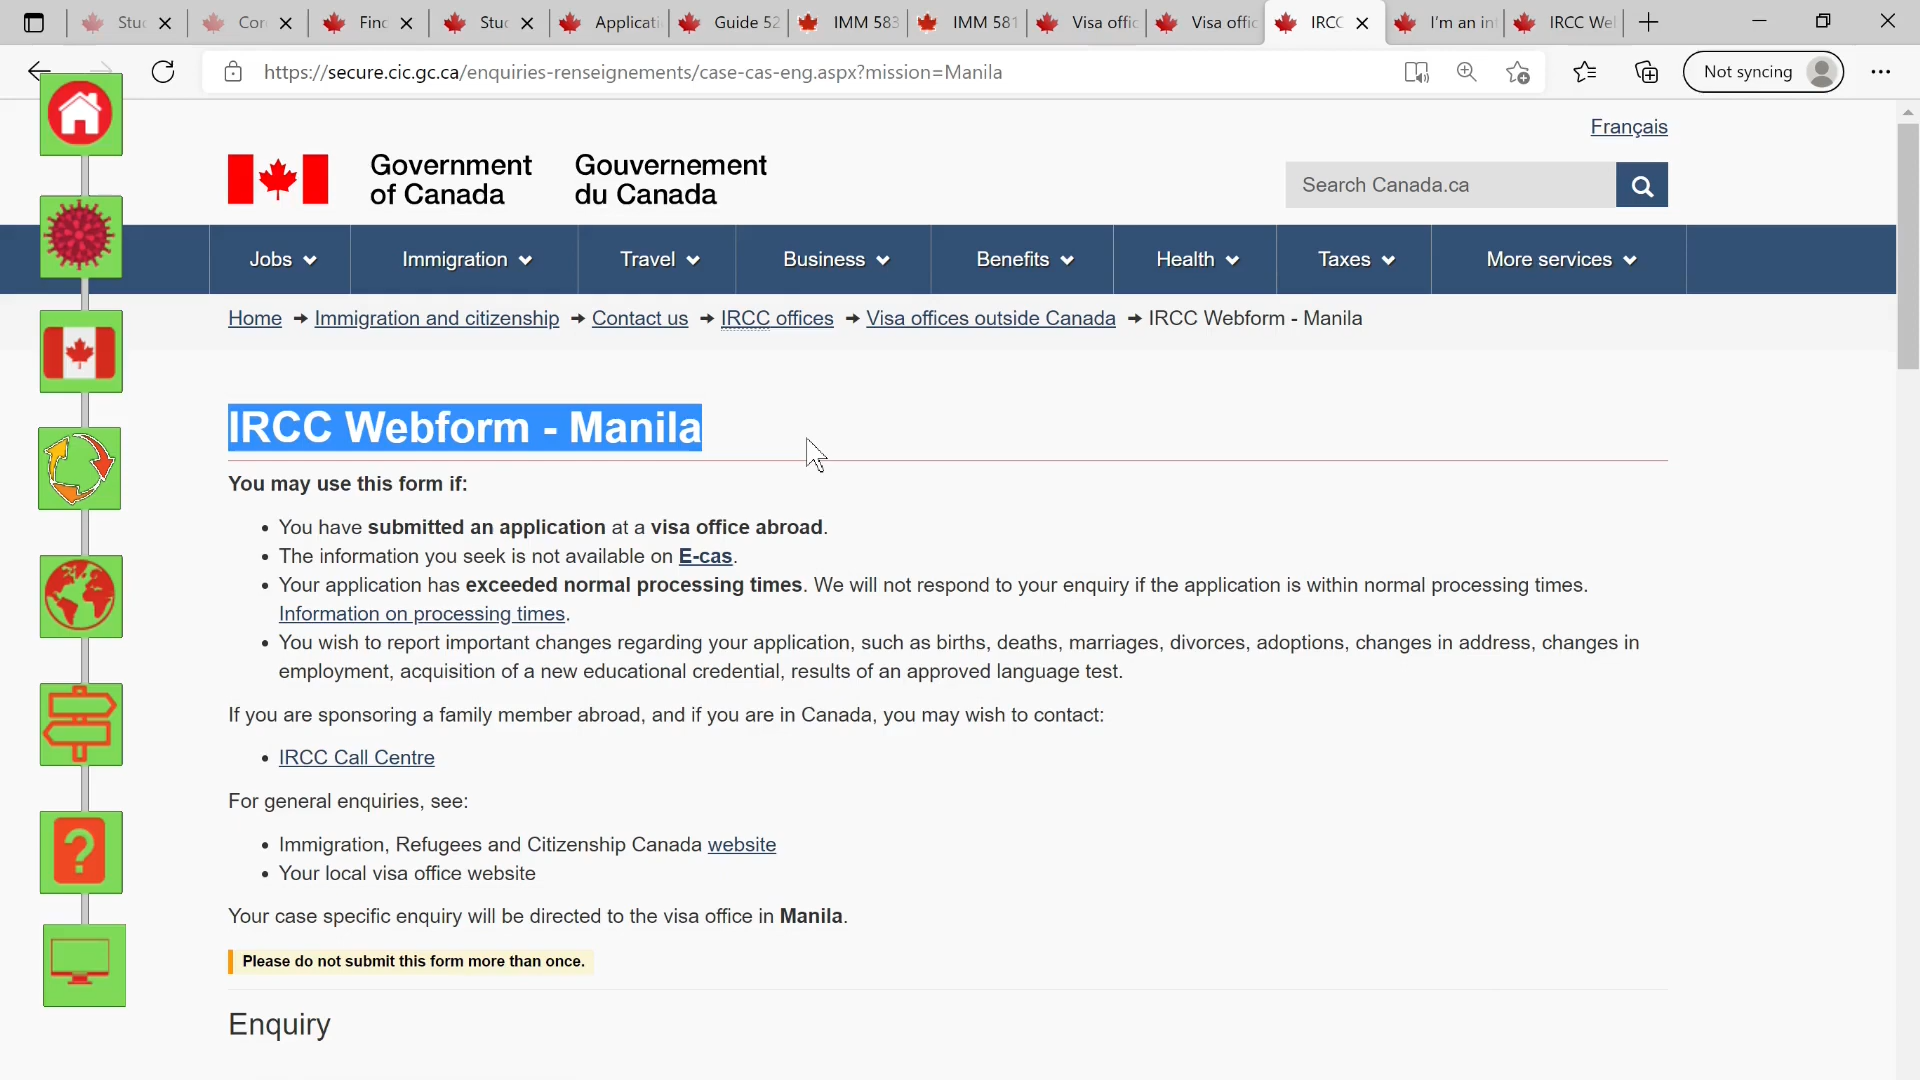 Stu
Cor
Finc
Stu
Applicati
Guide 52
IMM 583
IMM 581
Visa offic
Visa offic
IRCC
I'm an in
IRCC Wel
https://secure.cic.gc.ca/enquiries-renseignements/case-cas-eng.aspx?mission=Manila
Not syncing
Français
Government of Canada
Gouvernement du Canada
Search Canada.ca
Jobs Immigration Travel Business Benefits Health Taxes More services
Home → Immigration and citizenship → Contact us → IRCC offices → Visa offices outside Canada → IRCC Webform - Manila
IRCC Webform - Manila
You may use this form if:
• You have submitted an application at a visa office abroad.
• The information you seek is not available on E-cas.
• Your application has exceeded normal processing times. We will not respond to your enquiry if the application is within normal processing times.
Information on processing times.
• You wish to report important changes regarding your application, such as births, deaths, marriages, divorces, adoptions, changes in address, changes in
employment, acquisition of a new educational credential, results of an approved language test.
If you are sponsoring a family member abroad, and if you are in Canada, you may wish to contact:
• IRCC Call Centre
For general enquiries, see:
• Immigration, Refugees and Citizenship Canada website
• Your local visa office website
Your case specific enquiry will be directed to the visa office in Manila.
Please do not submit this form more than once.
Enquiry